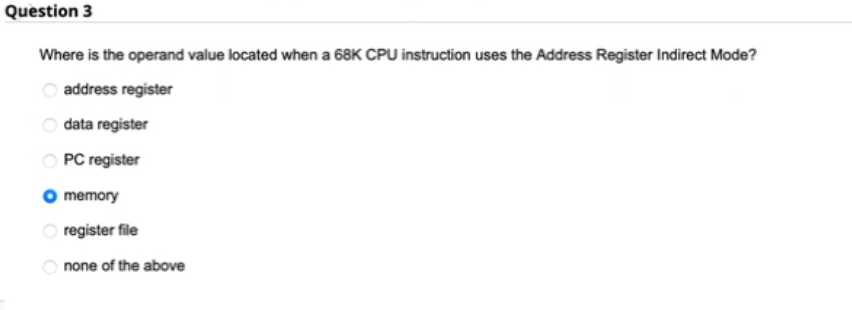 Question 3
Where is the operand value located when a 68K CPU instruction uses the Address Register Indirect Mode?
address register
data register
PC register
memory
register file
none of the above